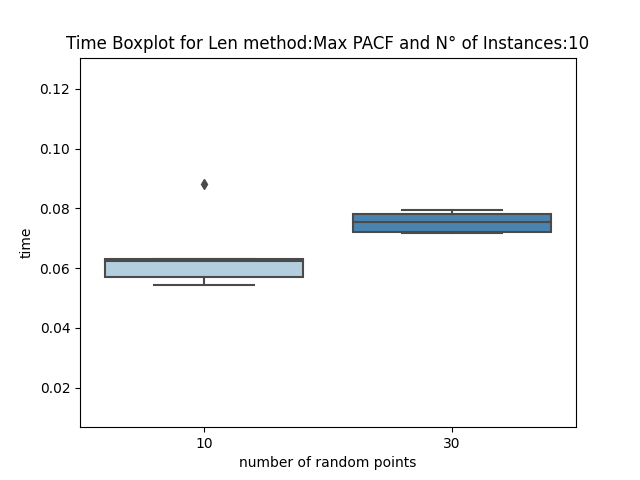 Time Boxplot for Len method:Max PACF and N° of Instances:10
0.12
0.10
0.08
0.06
0.04
0.02
time
10 30
number of random points